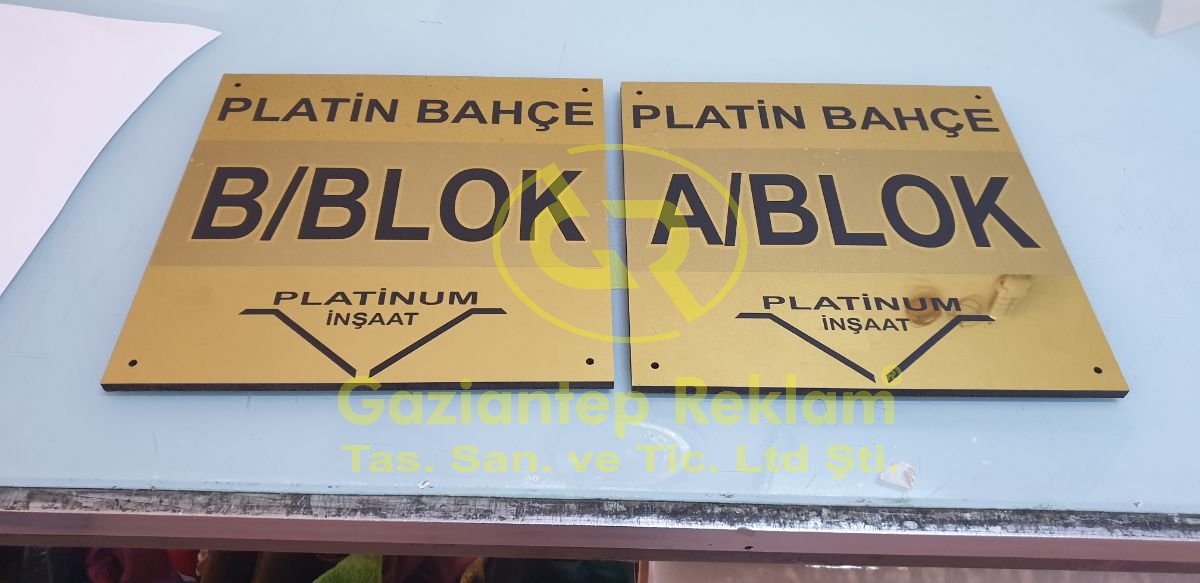 PLATİN BAHÇE
B/BLOK
PLATİNUM
İNŞAAT
PLATİN BAHÇE
A/BLOK
PLATİNUM
İNŞAAT
GR
Gaziantep Reklam
Tas. San. ve Tic. Ltd Şti.